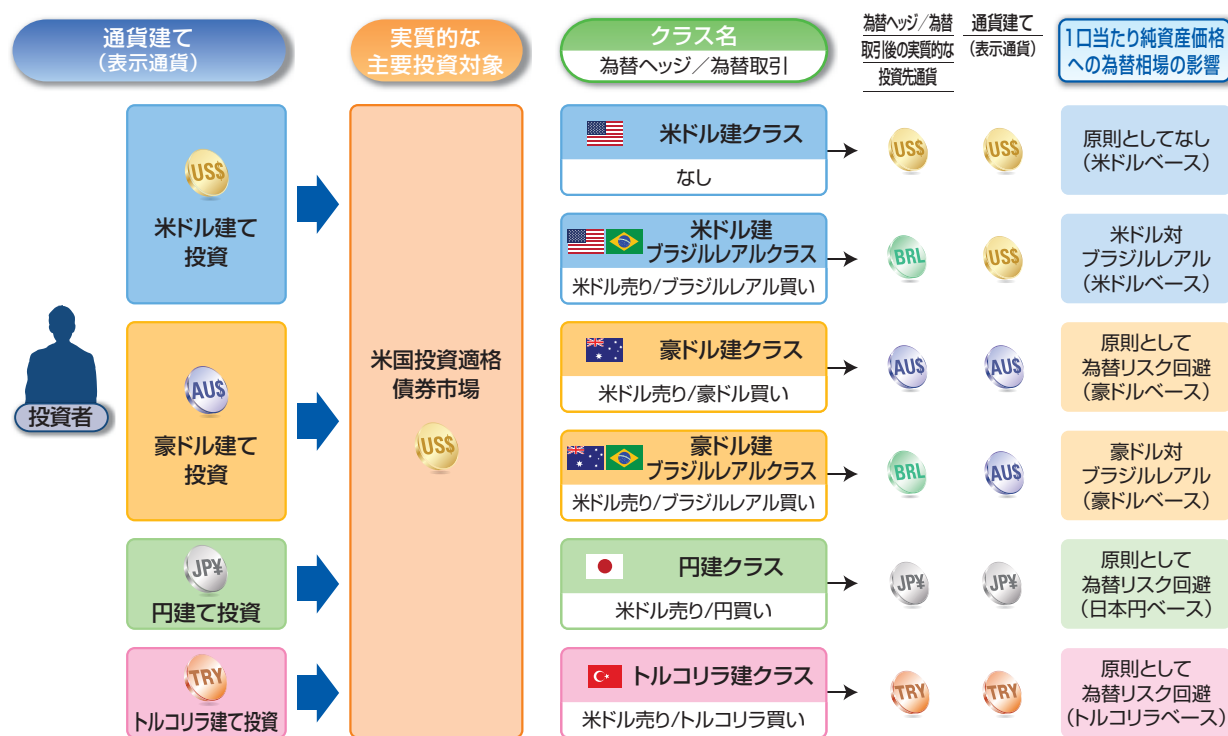 通貨建て
(表示通貨)
実質的な
主要投資対象
クラス名
為替ヘッジ／為替取引
為替ヘッジ/為替
取引後の実質的な
投資先通貨
通貨建て
(表示通貨)
1口当たり純資産価格
への為替相場の影響
投資者
US$
米ドル建て
投資
AU$
豪ドル建て
投資
JP¥
円建て投資
TRY
トルコリラ建て投資
米国投資適格
債券市場
US$
米ドル建クラス
なし
US$
US$
原則としてなし
(米ドルベース)
米ドル建
ブラジルレアルクラス
米ドル売り/ブラジルレアル買い
BRL
US$
米ドル対
ブラジルレアル
(米ドルベース)
豪ドル建クラス
米ドル売り/豪ドル買い
AU$
AU$
原則として
為替リスク回避
(豪ドルベース)
豪ドル建
ブラジルレアルクラス
米ドル売り/ブラジルレアル買い
BRL
AU$
豪ドル対
ブラジルレアル
(豪ドルベース)
円建クラス
米ドル売り/円買い
JP¥
JP¥
原則として
為替リスク回避
(日本円ベース)
トルコリラ建クラス
米ドル売り/トルコリラ買い
TRY
TRY
原則として
為替リスク回避
(トルコリラベース)